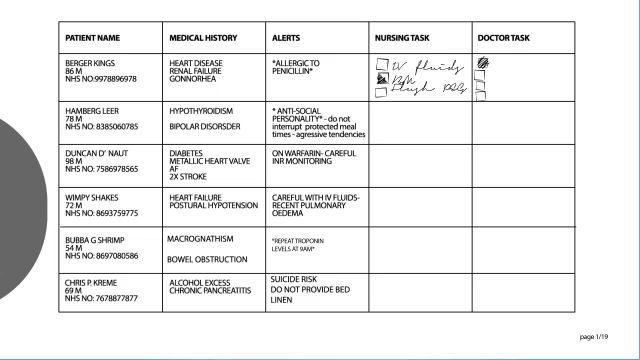 PATIENT NAME
MEDICAL HISTORY
ALERTS
NURSING TASK
DOCTOR TASK
BERGER KINGS
86 M
NHS NO:9978896978
HEART DISEASE
RENAL FAILURE
GONNORHEA
*ALLERGIC TO
PENICILLIN*
IV fluids
BM
Flush PEG
HAMBERG LEER
78 M
NHS NO: 8385060785
HYPOTHYROIDISM
BIPOLAR DISORSDER
* ANTI-SOCIAL
PERSONALITY* - do not
interrupt protected meal
times - agressive tendencies
DUNCAN D' NAUT
98 M
NHS NO: 7586978565
DIABETES
METALLIC HEART VALVE
AF
2X STROKE
ON WARFARIN- CAREFUL
INR MONITORING
WIMPY SHAKES
72 M
NHS NO: 8693759775
HEART FAILURE
POSTURAL HYPOTENSION
CAREFUL WITH IV FLUIDS-
RECENT PULMONARY
OEDEMA
BUBBA G SHRIMP
54 M
NHS NO: 8697080586
MACROGNATHISM
BOWEL OBSTRUCTION
*REPEAT TROPONIN
LEVELS AT 9AM*
CHRIS P. KREME
69 M
NHS NO: 7678877877
ALCOHOL EXCESS
CHRONIC PANCREATITIS
SUICIDE RISK
DO NOT PROVIDE BED
LINEN
page 1/19